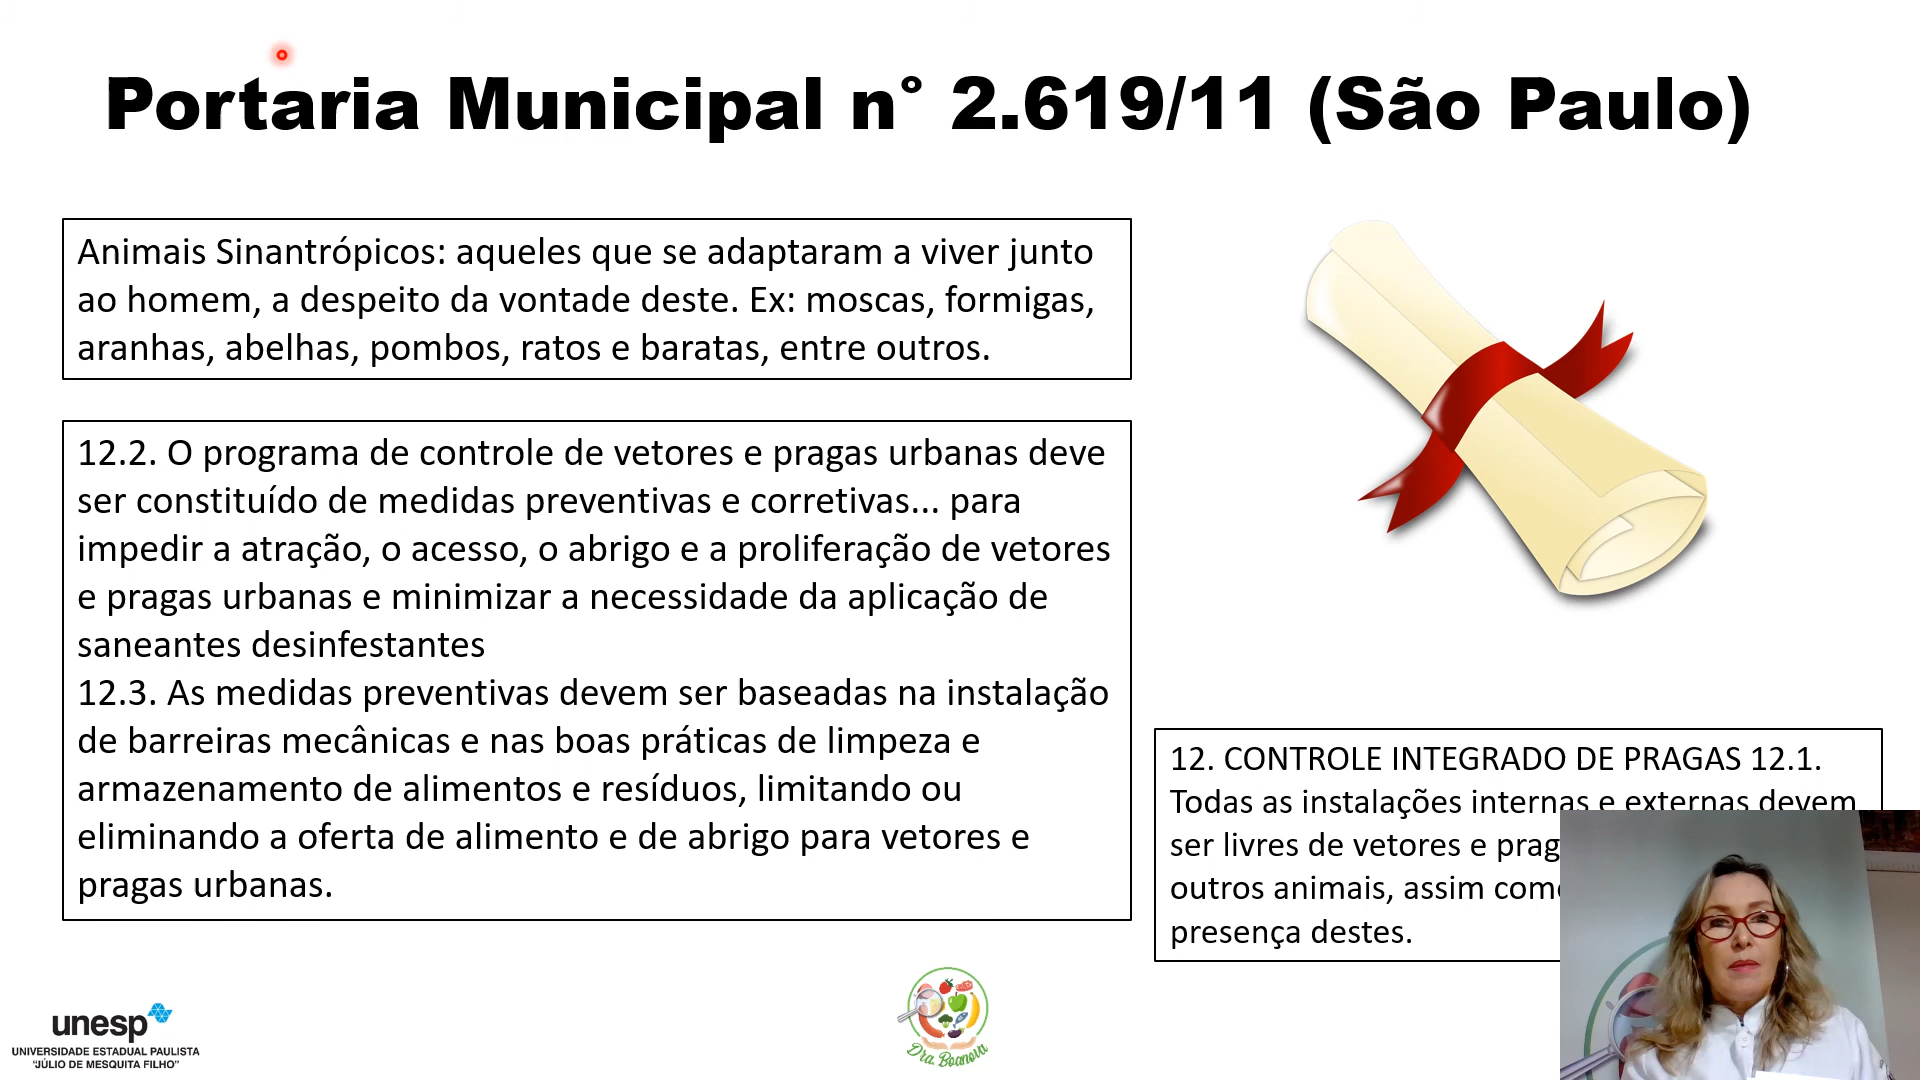 Portaria Municipal n° 2.619/11 (São Paulo)
Animais Sinantrópicos: aqueles que se adaptaram a viver junto
ao homem, a despeito da vontade deste. Ex: moscas, formigas,
aranhas, abelhas, pombos, ratos e baratas, entre outros.
12.2. O programa de controle de vetores e pragas urbanas deve
ser constituído de medidas preventivas e corretivas... para
impedir a atração, o acesso, o abrigo e a proliferação de vetores
e pragas urbanas e minimizar a necessidade da aplicação de
saneantes desinfestantes
12.3. As medidas preventivas devem ser baseadas na instalação
de barreiras mecânicas e nas boas práticas de limpeza e
armazenamento de alimentos e resíduos, limitando ou
eliminando a oferta de alimento e de abrigo para vetores e
pragas urbanas.
12. CONTROLE INTEGRADO DE PRAGAS 12.1.
Todas as instalações internas e externas devem
ser livres de vetores e prag
outros animais, assim com
presença destes.
unesp
UNIVERSIDADE ESTADUAL PAULISTA
"JÚLIO DE MESQUITA FILHO"
Dra. Boanova